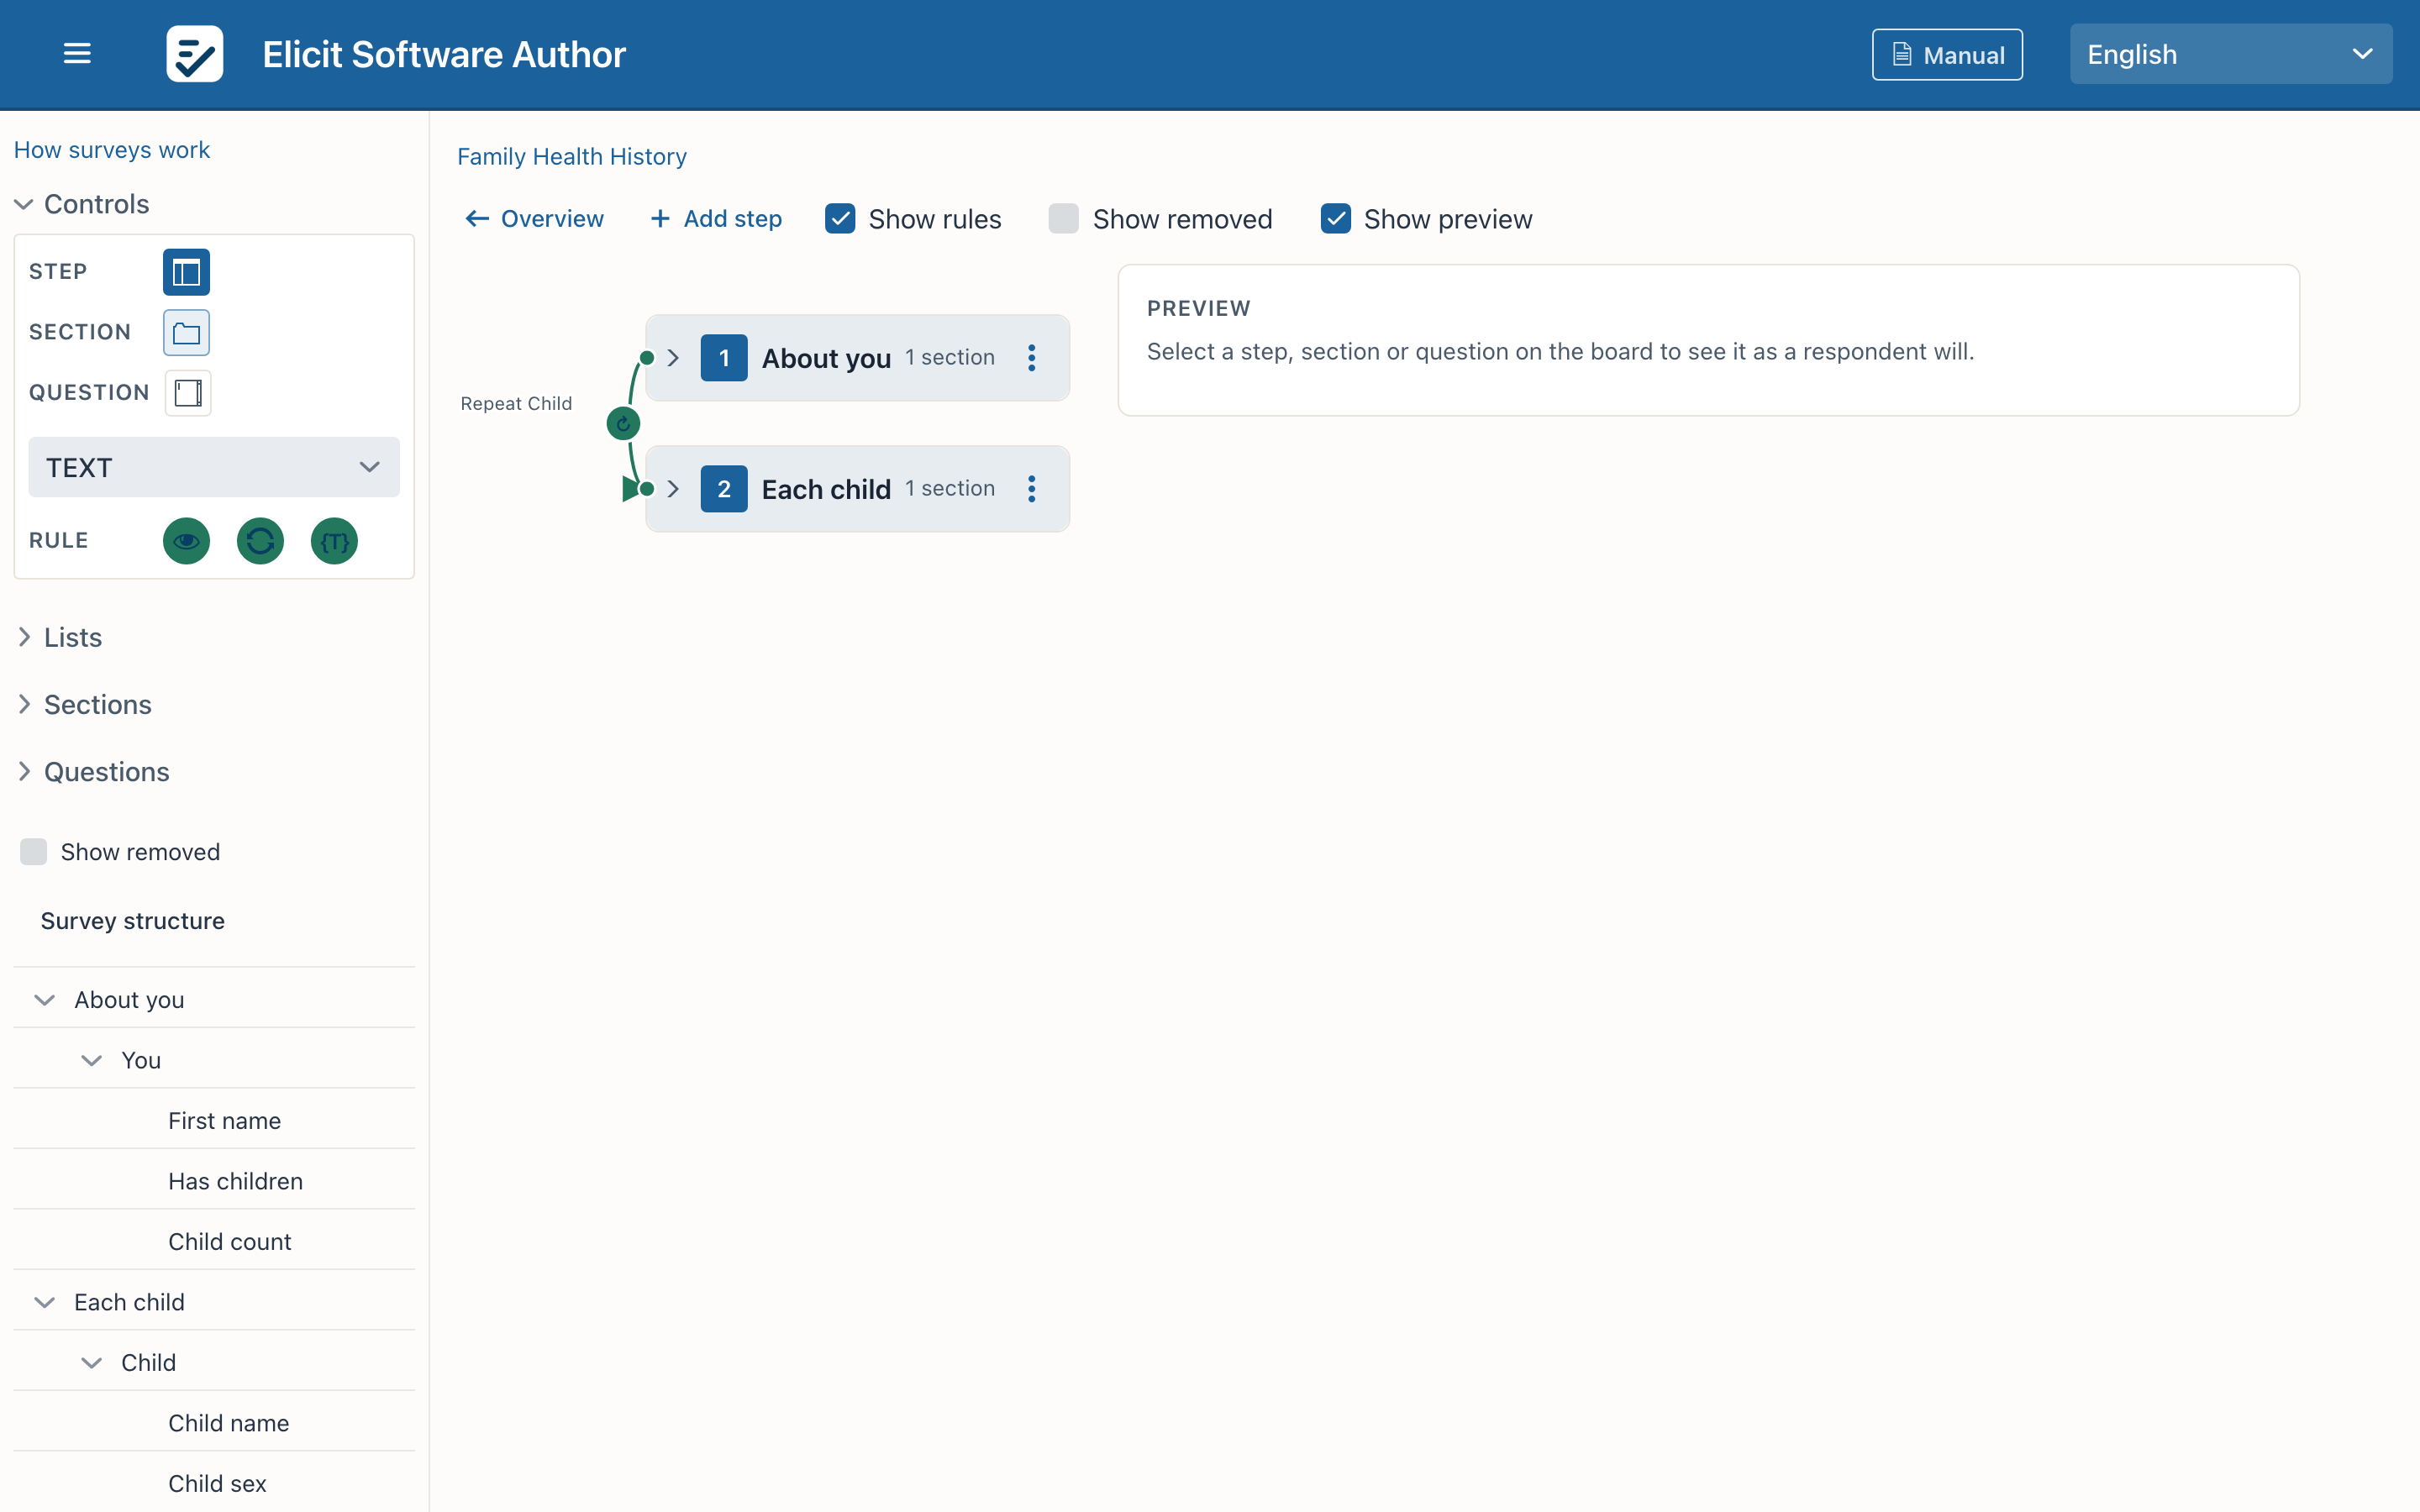 Elicit Software Author
Manual
English
How surveys work
Controls
STEP
SECTION
QUESTION
TEXT
RULE
{T}
Lists
Sections
Questions
Show removed
Survey structure
About you
You
First name
Has children
Child count
Each child
Child
Child name
Child sex
Family Health History
Overview
Add step
Show rules
Show removed
Show preview
Repeat Child
1 About you 1 section
2 Each child 1 section
PREVIEW
Select a step, section or question on the board to see it as a respondent will.